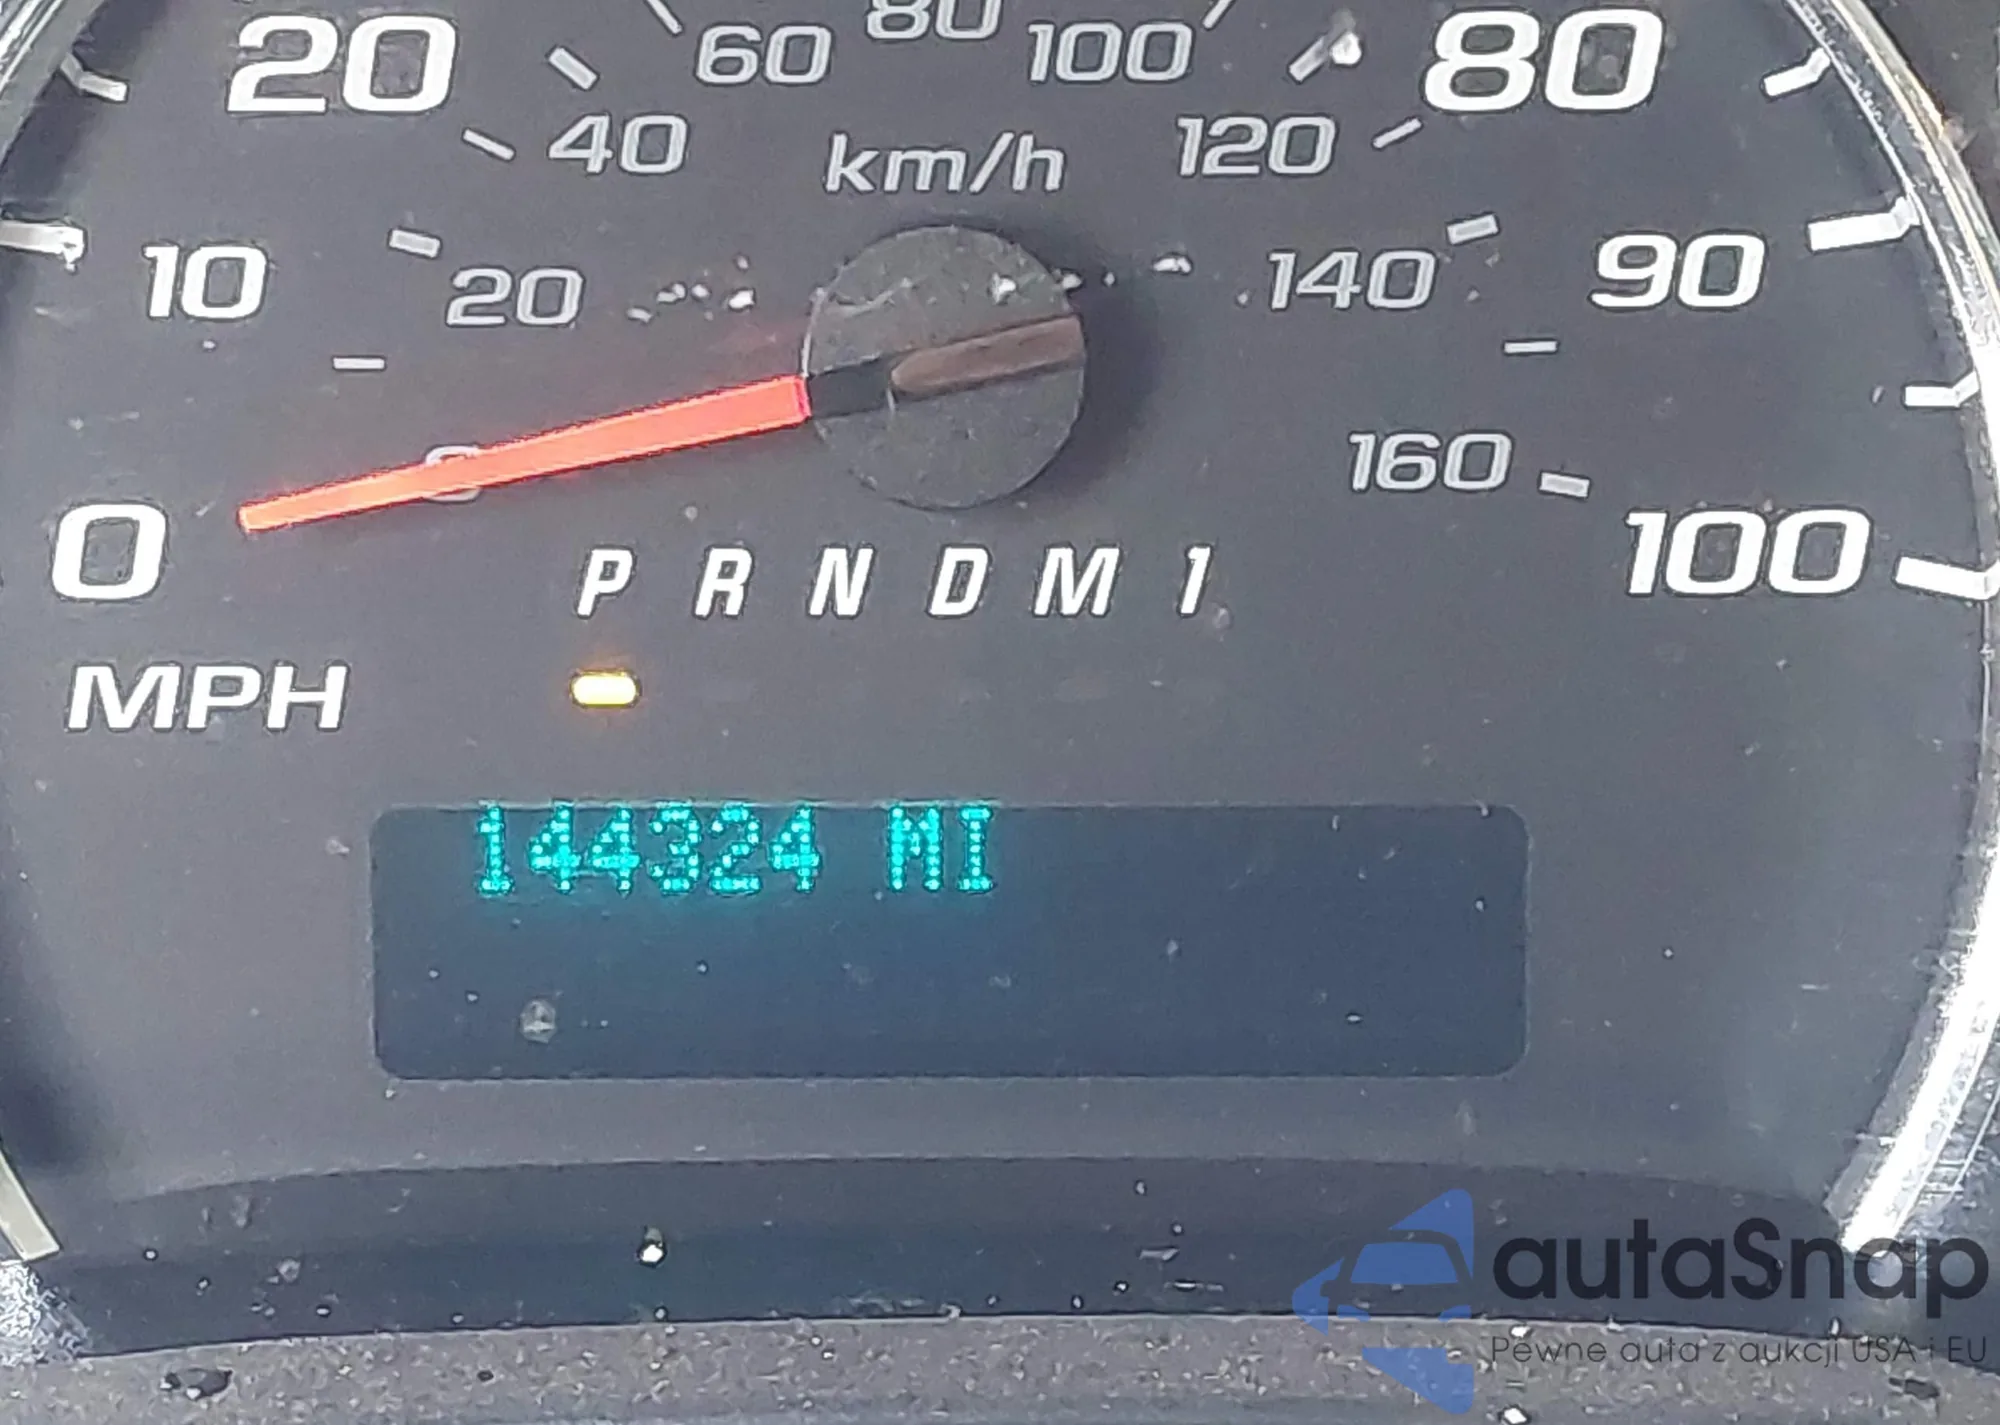 80
20 60 100 80
40 km/h 120
10 20 140 90
0
160
0 100
P R N D M 1
MPH
144324 MI
autaSnap
Pewne auta z aukcji USA i EU